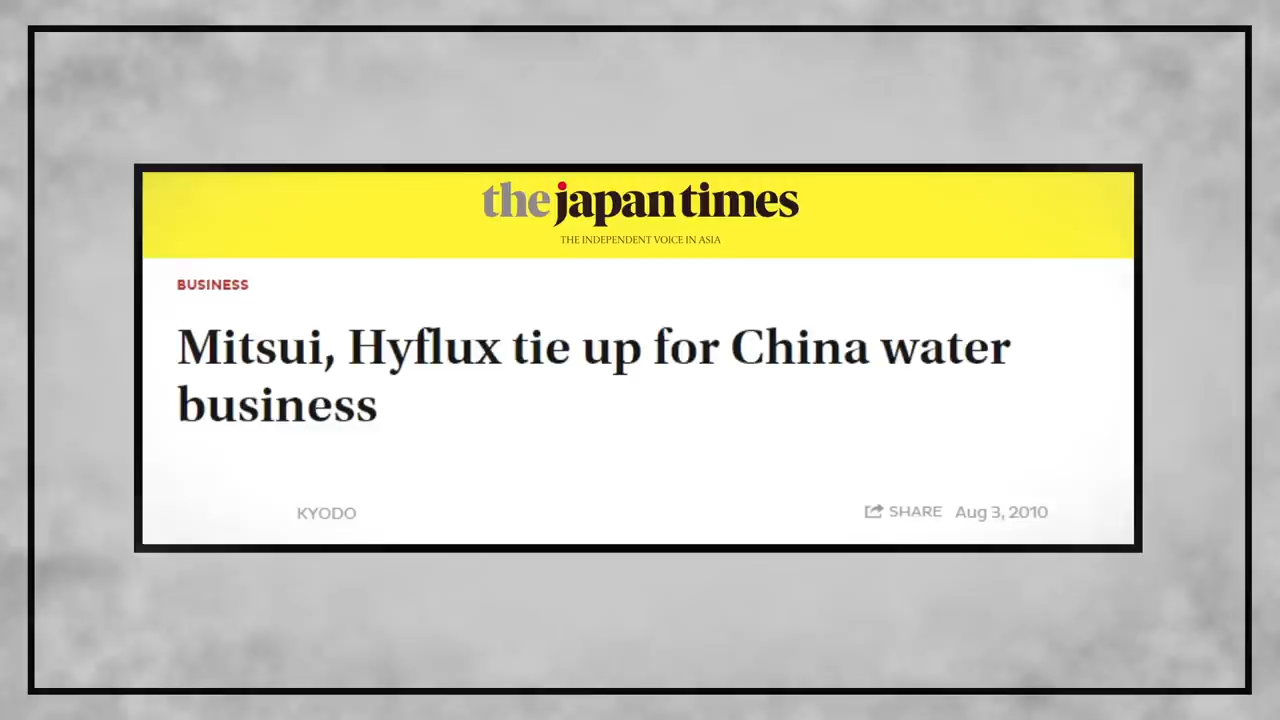 the japan times
THE INDEPENDENT VOICE IN ASIA
BUSINESS
Mitsui, Hyflux tie up for China water
business
KYODO
SHARE Aug 3, 2010